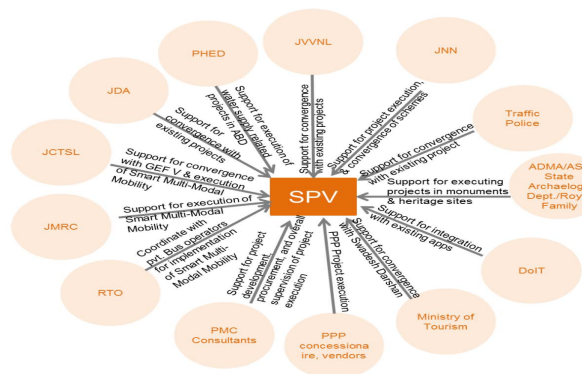 JVVNL
PHED
JNN
JDA
Traffic
Police
JCTSL
ADMA/AS
State
Archaelog
Dept./Roy
Family
JMRC
DoIT
RTO
Ministry of
Tourism
PMC
Consultants
PPP
concessiona
ire, vendors
SPV
Support for convergence
with existing projects
Support for execution of
water supply related
projects in ABD
Support for project execution,
& convergence of schemes
Support for
convergence with
existing projects
Support for convergence
with existing project
Support for convergence
with GEF V & execution
of Smart Multi-Modal
Mobility
Support for executing
projects in monuments
& heritage sites
Support for execution of
Smart Multi-Modal
Mobility
Support for integration
with existing apps
Coordinate with
pvt. Bus operators
for implementation
of Smart Multi-
Modal Mobility
Support for convergence
with Swadesh Darshan
Support for project
development,
procurement, and overall
supervision of project
execution
PPP Project execution